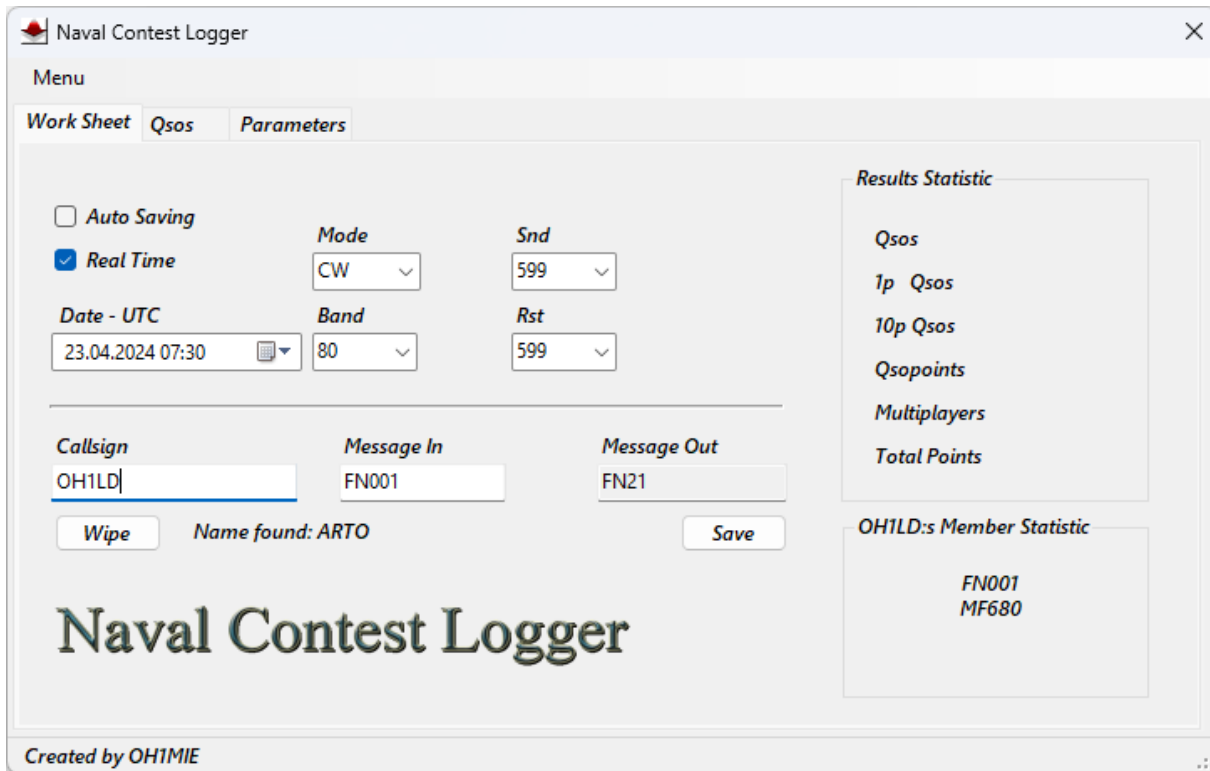 Naval Contest Logger
Menu
Work Sheet Qsos Parameters
Auto Saving
Real Time
Mode Snd
CW 599
Date - UTC Band Rst
23.04.2024 07:30 80 599
Callsign Message In Message Out
OH1LD FN001 FN21
Wipe Name found: ARTO Save
Naval Contest Logger
Results Statistic
Qsos
1p Qsos
10p Qsos
Qsopoints
Multiplayers
Total Points
OH1LD:s Member Statistic
FN001
MF680
Created by OH1MIE